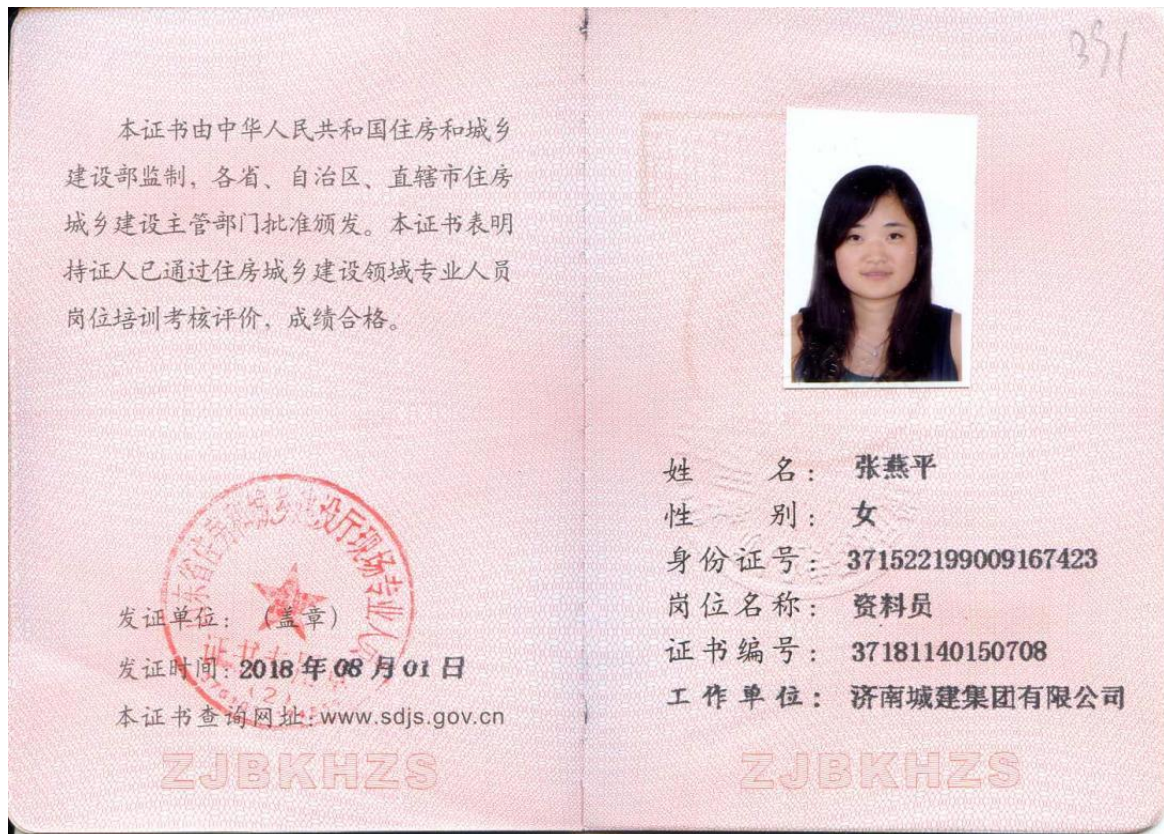 本证书由中华人民共和国住房和城乡
建设部监制，各省、自治区、直辖市住房
城乡建设主管部门批准颁发。本证书表明
持证人已通过住房城乡建设领域专业人员
岗位培训考核评价，成绩合格。
发证单位：（盖章）
发证时间：2018 年 08 月 01 日
本证书查询网址：www.sdjs.gov.cn
ZJBKHZS
391
姓名：张燕平
性别：女
身份证号：371522199009167423
岗位名称：资料员
证书编号：37181140150708
工作单位：济南城建集团有限公司
ZJBKHZS